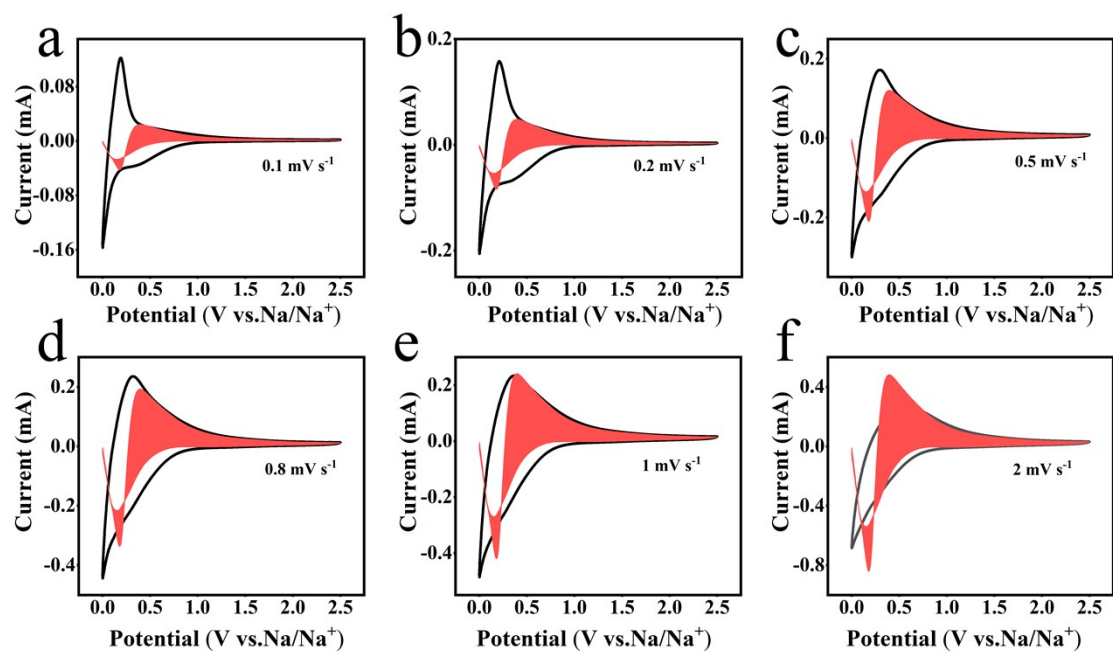 a
Current (mA)
0.08
0.00
-0.08
-0.16
0.1 mV s⁻¹
0.0 0.5 1.0 1.5 2.0 2.5
Potential (V vs.Na/Na⁺)
b
Current (mA)
0.2
0.0
-0.2
0.2 mV s⁻¹
0.0 0.5 1.0 1.5 2.0 2.5
Potential (V vs.Na/Na⁺)
c
Current (mA)
0.2
0.0
-0.2
0.5 mV s⁻¹
0.0 0.5 1.0 1.5 2.0 2.5
Potential (V vs.Na/Na⁺)
d
Current (mA)
0.2
0.0
-0.2
-0.4
0.8 mV s⁻¹
0.0 0.5 1.0 1.5 2.0 2.5
Potential (V vs.Na/Na⁺)
e
Current (mA)
0.2
0.0
-0.2
-0.4
1 mV s⁻¹
0.0 0.5 1.0 1.5 2.0 2.5
Potential (V vs.Na/Na⁺)
f
Current (mA)
0.4
0.0
-0.4
-0.8
2 mV s⁻¹
0.0 0.5 1.0 1.5 2.0 2.5
Potential (V vs.Na/Na⁺)